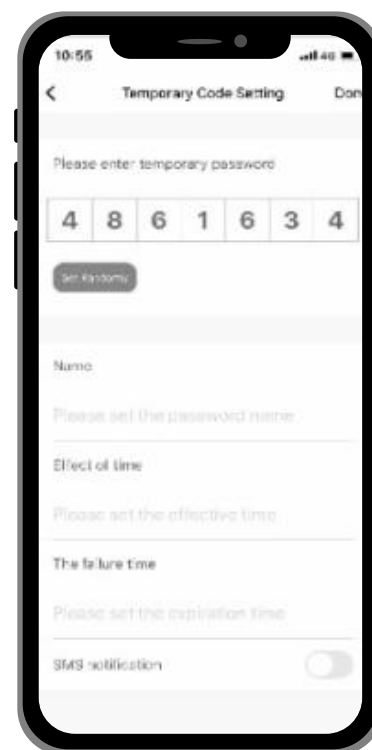 10:55 4G
Temporary Code Setting Don
Please enter temporary password
4 8 6 1 6 3 4
Set Randomly
Name
Please set the password name
Effect of time
Please set the effective time
The failure time
Please set the expiration time
SMS notification